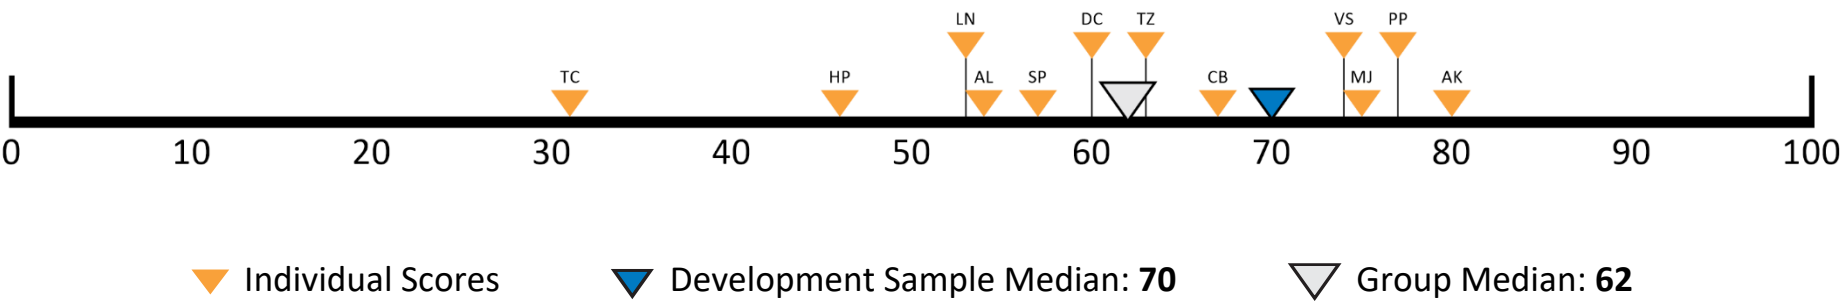 LN DC TZ VS PP
TC HP AL SP CB MJ AK
0 10 20 30 40 50 60 70 80 90 100
Individual Scores Development Sample Median: 70 Group Median: 62